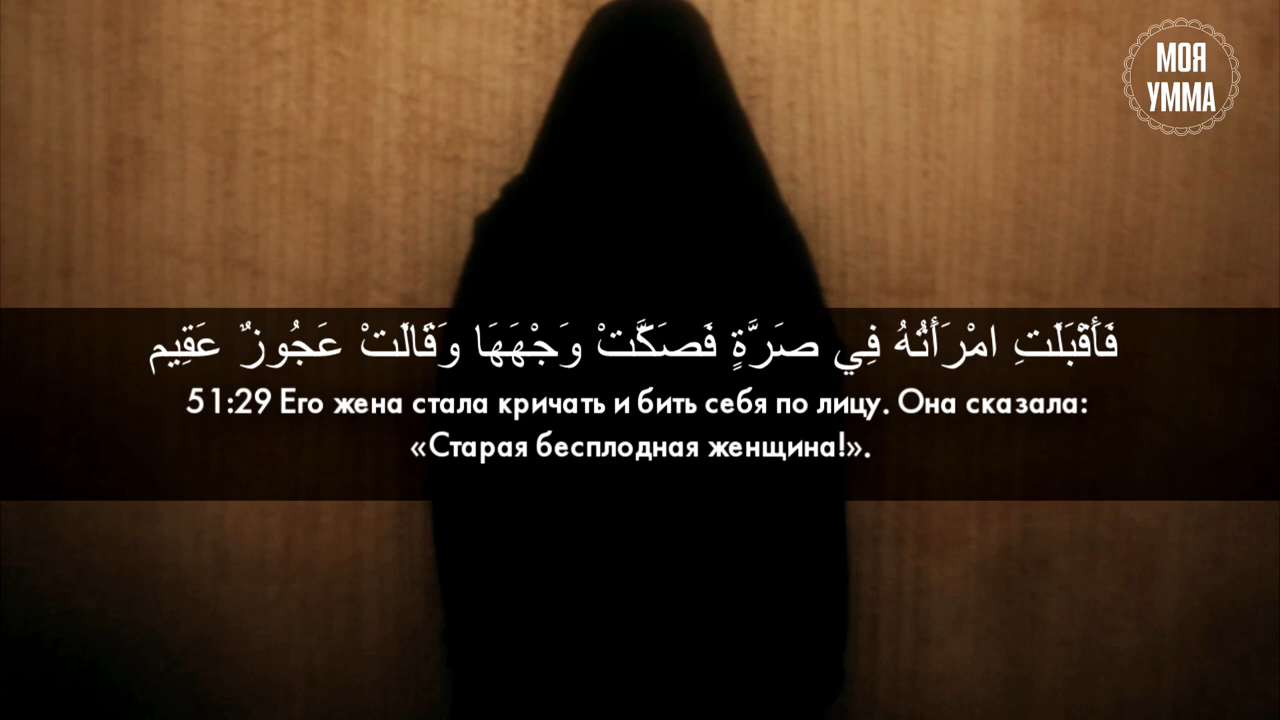 МОЯ
УММА
فَأَقْبَلَتِ امْرَأَتُهُ فِي صَرَّةٍ فَصَكَّتْ وَجْهَهَا وَقَالَتْ عَجُوزٌ عَقِيم
51:29 Его жена стала кричать и бить себя по лицу. Она сказала:
«Старая бесплодная женщина!».